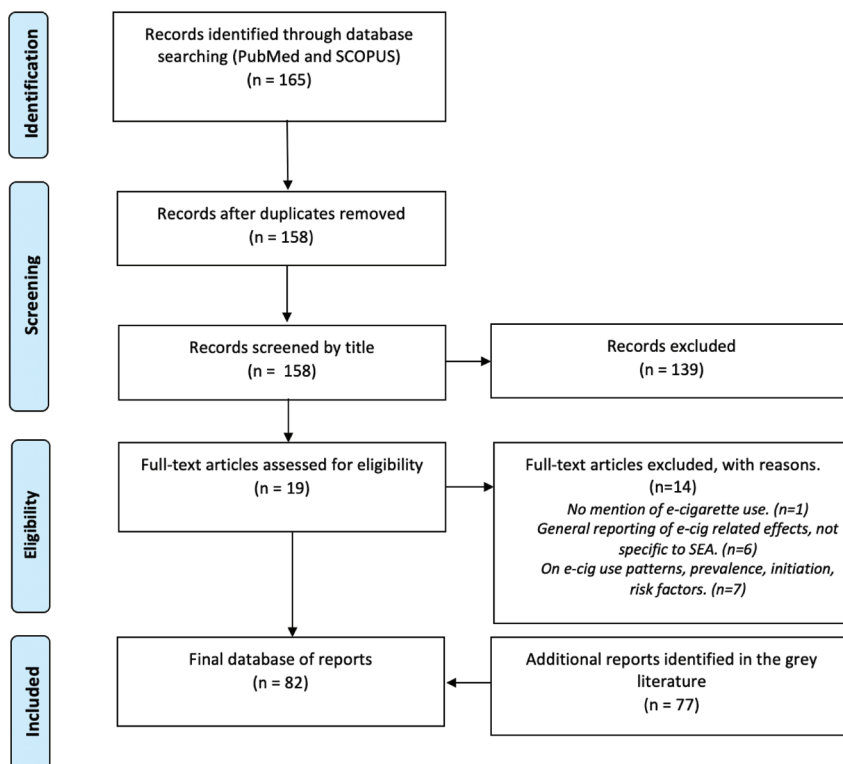 Identification
Records identified through database
searching (PubMed and SCOPUS)
(n = 165)
Screening
Records after duplicates removed
(n = 158)
Records screened by title
(n = 158)
Records excluded
(n = 139)
Eligibility
Full-text articles assessed for eligibility
(n = 19)
Full-text articles excluded, with reasons.
(n=14)
No mention of e-cigarette use. (n=1)
General reporting of e-cig related effects, not
specific to SEA. (n=6)
On e-cig use patterns, prevalence, initiation,
risk factors. (n=7)
Included
Final database of reports
(n = 82)
Additional reports identified in the grey
literature
(n = 77)